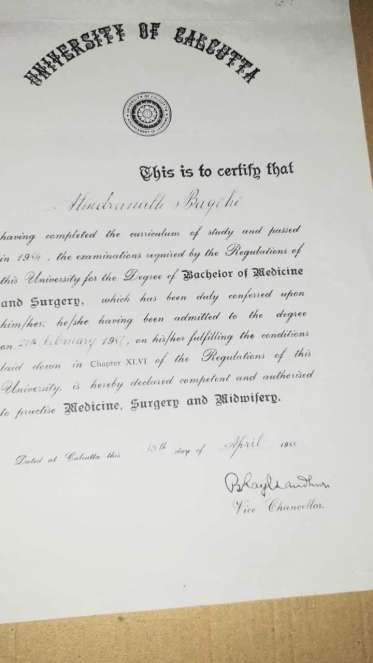 UNIVERSITY OF CALCUTTA
This is to certify that
Bagchi
having completed the curriculum of study and passed
in 19, the examinations required by the Regulations of
this University for the Degree of Bachelor of Medicine
and Surgery, which has been duly conferred upon
him/her; he/she having been admitted to the degree
on February 19, on his/her fulfilling the conditions
laid down in Chapter XLVI of the Regulations of this
University, is hereby declared competent and authorised
to practise Medicine, Surgery and Midwifery.
Dated at Calcutta this 15th day of April 19
Vice Chancellor.